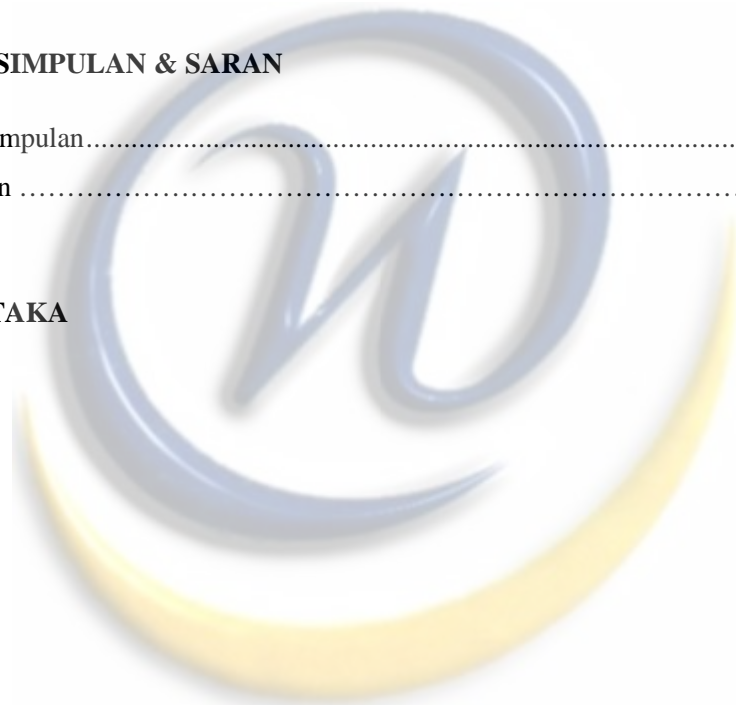 SIMPULAN & SARAN
mpulan....................................................................................................................
n ……………………………………………………………………
TAKA